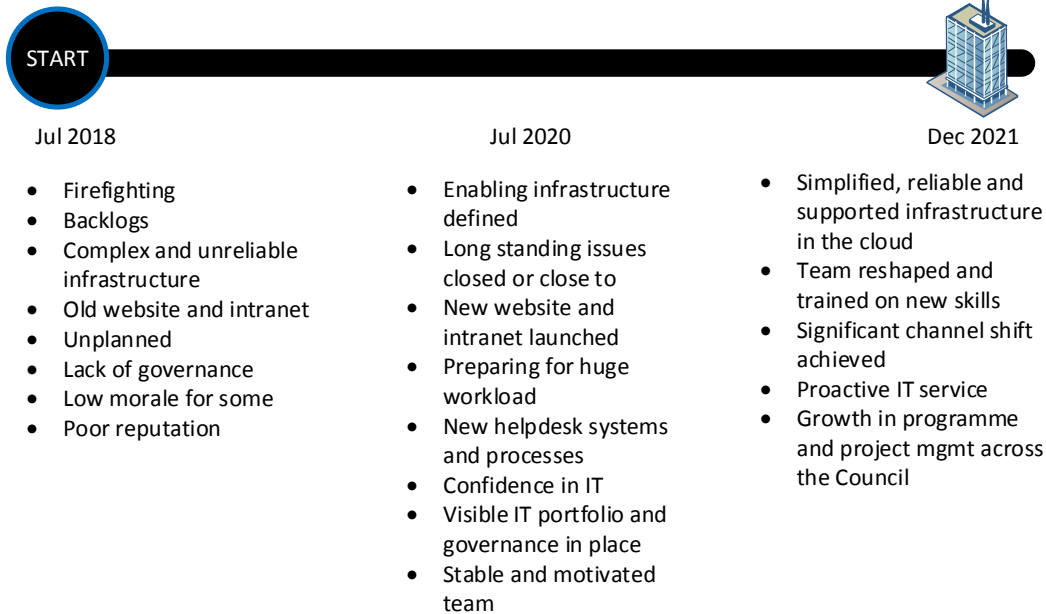 START
Jul 2018
• Firefighting
• Backlogs
• Complex and unreliable
infrastructure
• Old website and intranet
• Unplanned
• Lack of governance
• Low morale for some
• Poor reputation
Jul 2020
• Enabling infrastructure
defined
• Long standing issues
closed or close to
• New website and
intranet launched
• Preparing for huge
workload
• New helpdesk systems
and processes
• Confidence in IT
• Visible IT portfolio and
governance in place
• Stable and motivated
team
Dec 2021
• Simplified, reliable and
supported infrastructure
in the cloud
• Team reshaped and
trained on new skills
• Significant channel shift
achieved
• Proactive IT service
• Growth in programme
and project mgmt across
the Council